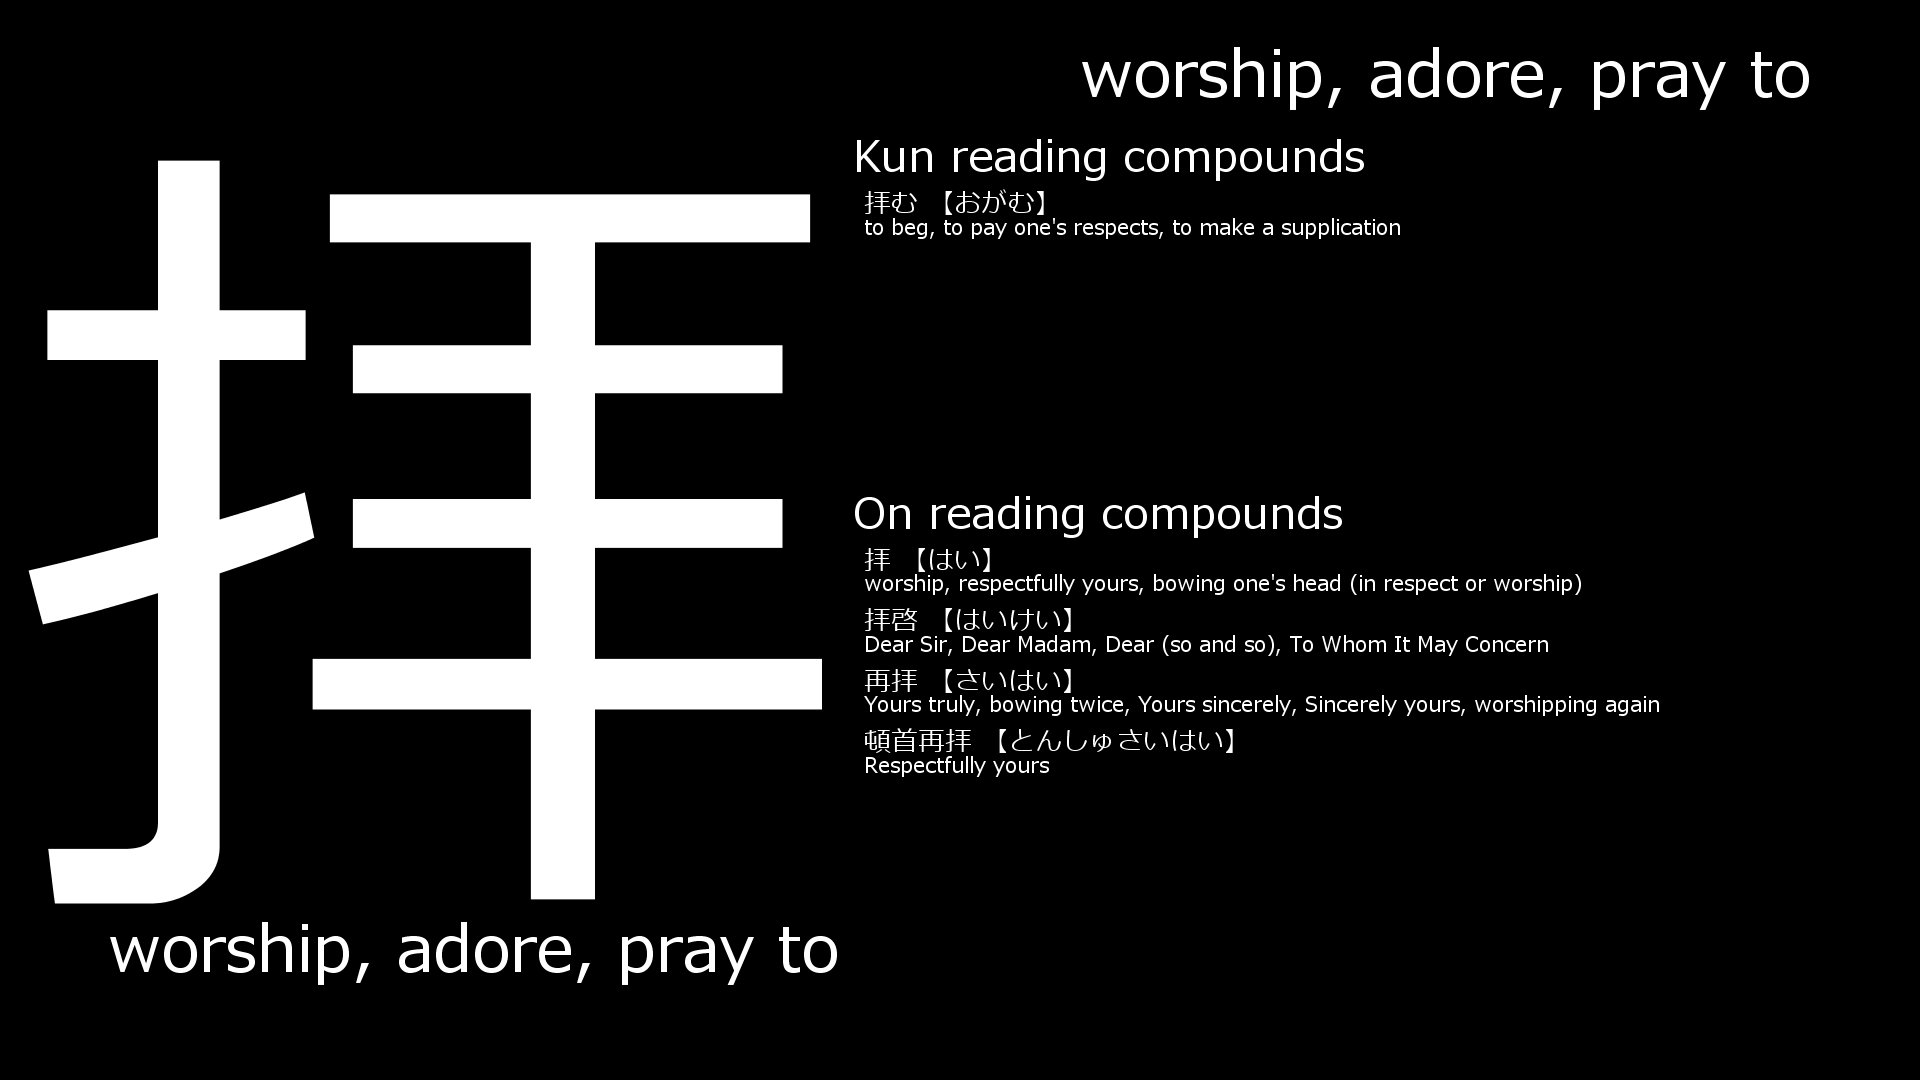 worship, adore, pray to
拝
worship, adore, pray to
Kun reading compounds
拝む 【おがむ】
to beg, to pay one's respects, to make a supplication
On reading compounds
拝 【はい】
worship, respectfully yours, bowing one's head (in respect or worship)
拝啓 【はいけい】
Dear Sir, Dear Madam, Dear (so and so), To Whom It May Concern
再拝 【さいはい】
Yours truly, bowing twice, Yours sincerely, Sincerely yours, worshipping again
頓首再拝 【とんしゅさいはい】
Respectfully yours